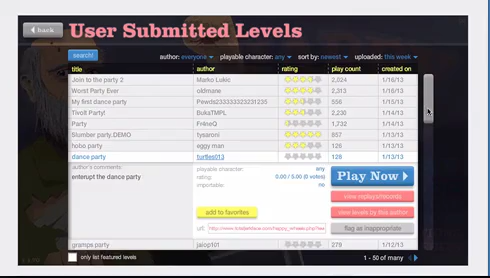 Back
User Submitted Levels
search!
author: everyone playable character: any sort by: newest uploaded: this week
title author rating play count created on
Join to the party 2 Marko Lukic 2,024 1/16/13
Worst Party Ever oldmane 2,313 1/16/13
My first dance party Pewds233333323231235 556 1/15/13
Tivolt Party! BukaTMPL 2,230 1/14/13
Party FnineQ 1,732 1/14/13
Slumber party.DEMO tysaroni 857 1/13/13
hobo party eggy man 126 1/13/13
dance party turtles013 128 1/13/13
author's comments:
enterupt the dance party
playable character: any
rating: 0.00 / 5.00 (0 votes)
importable: no
Play Now
view replays/records
add to favorites
view levels by this author
url:
flag as inappropriate
gramps party jaiop101 279 1/12/13
only list featured levels
1 - 50 of many